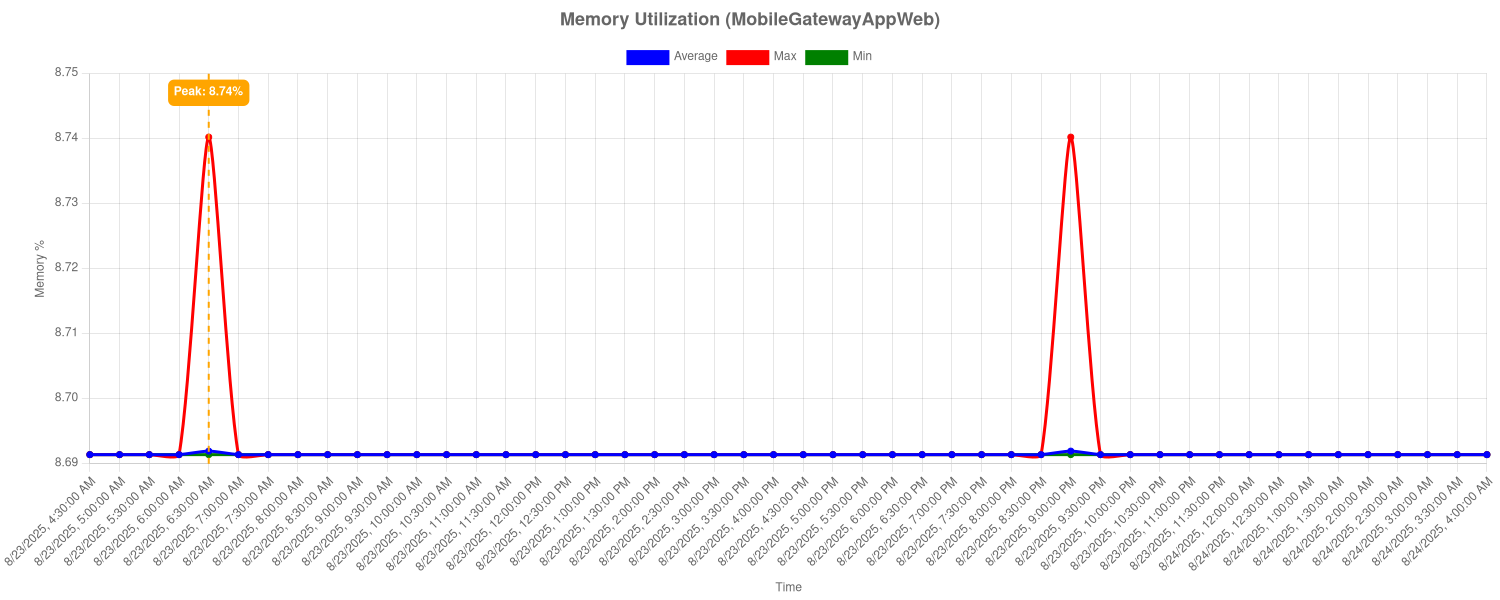 Memory Utilization (MobileGatewayAppWeb)
Average Max Min
8.75
Peak: 8.74%
8.74
8.73
8.72
8.71
8.70
8.69
Memory %
8/23/2025, 4:30:00 AM
8/23/2025, 5:00:00 AM
8/23/2025, 5:30:00 AM
8/23/2025, 6:00:00 AM
8/23/2025, 6:30:00 AM
8/23/2025, 7:00:00 AM
8/23/2025, 7:30:00 AM
8/23/2025, 8:00:00 AM
8/23/2025, 8:30:00 AM
8/23/2025, 9:00:00 AM
8/23/2025, 9:30:00 AM
8/23/2025, 10:00:00 AM
8/23/2025, 10:30:00 AM
8/23/2025, 11:00:00 AM
8/23/2025, 11:30:00 AM
8/23/2025, 12:00:00 PM
8/23/2025, 12:30:00 PM
8/23/2025, 1:00:00 PM
8/23/2025, 1:30:00 PM
8/23/2025, 2:00:00 PM
8/23/2025, 2:30:00 PM
8/23/2025, 3:00:00 PM
8/23/2025, 3:30:00 PM
8/23/2025, 4:00:00 PM
8/23/2025, 4:30:00 PM
8/23/2025, 5:00:00 PM
8/23/2025, 5:30:00 PM
8/23/2025, 6:00:00 PM
8/23/2025, 6:30:00 PM
8/23/2025, 7:00:00 PM
8/23/2025, 7:30:00 PM
8/23/2025, 8:00:00 PM
8/23/2025, 8:30:00 PM
8/23/2025, 9:00:00 PM
8/23/2025, 9:30:00 PM
8/23/2025, 10:00:00 PM
8/23/2025, 10:30:00 PM
8/23/2025, 11:00:00 PM
8/23/2025, 11:30:00 PM
8/24/2025, 12:00:00 AM
8/24/2025, 12:30:00 AM
8/24/2025, 1:00:00 AM
8/24/2025, 1:30:00 AM
8/24/2025, 2:00:00 AM
8/24/2025, 2:30:00 AM
8/24/2025, 3:00:00 AM
8/24/2025, 3:30:00 AM
8/24/2025, 4:00:00 AM
Time